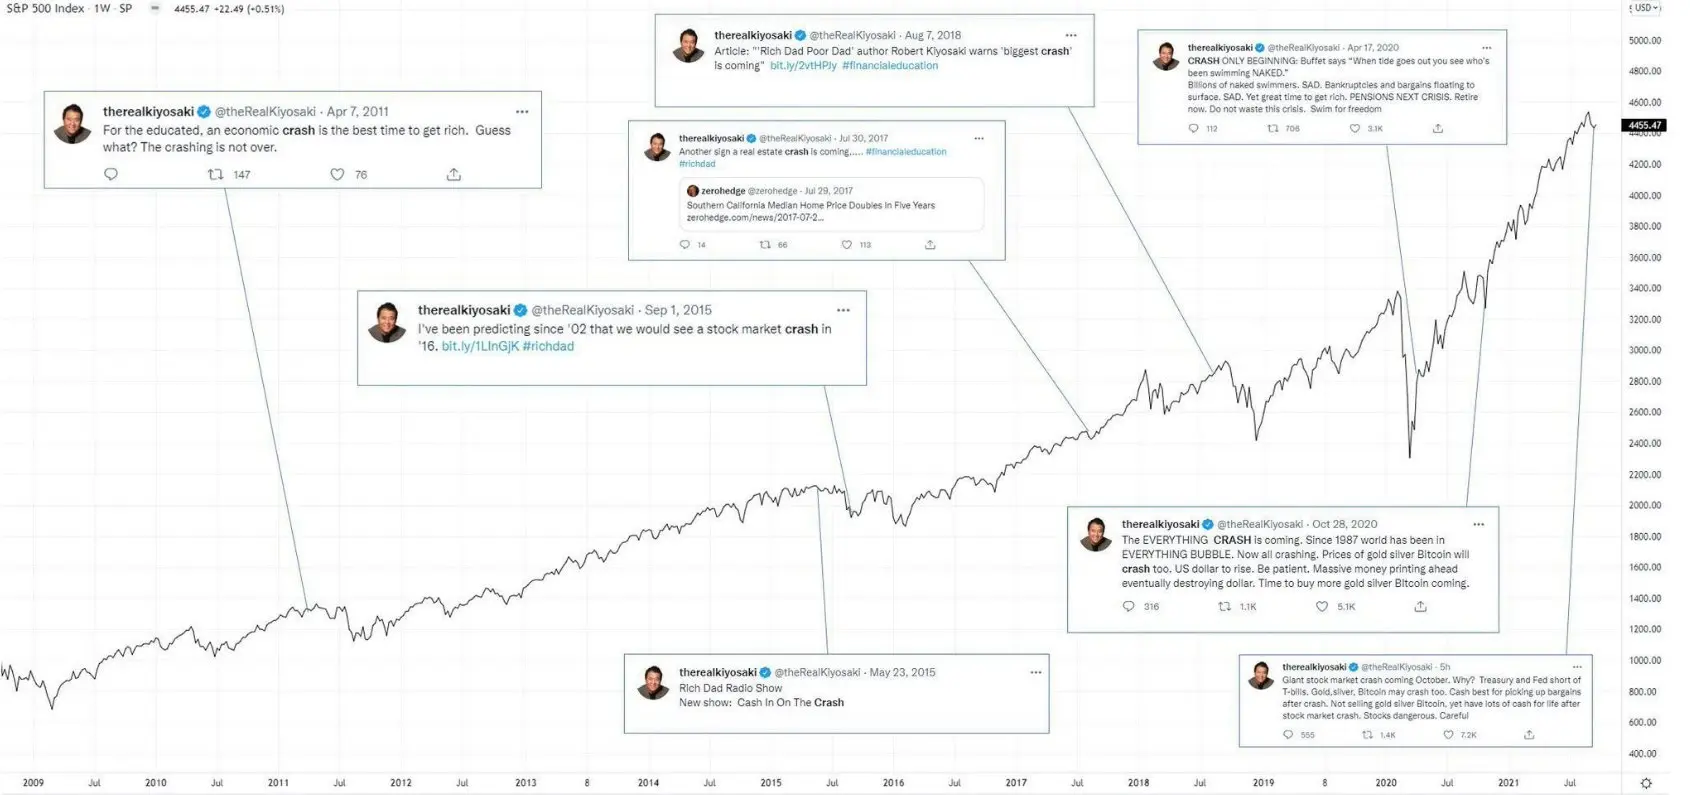 S&P 500 Index · 1W · SP 4455.47 +22.49 (+0.51%)
USD
therealkiyosaki @theRealKiyosaki · Apr 7, 2011
For the educated, an economic crash is the best time to get rich. Guess
what? The crashing is not over.
147 76
therealkiyosaki @theRealKiyosaki · Aug 7, 2018
Article: "'Rich Dad Poor Dad' author Robert Kiyosaki warns 'biggest crash'
is coming" bit.ly/2vtHPJy #financialeducation
therealkiyosaki @theRealKiyosaki · Apr 17, 2020
CRASH ONLY BEGINNING: Buffet says "When tide goes out you see who's
been swimming NAKED."
Billions of naked swimmers. SAD. Bankruptcies and bargains floating to
surface. SAD. Yet great time to get rich. PENSIONS NEXT CRISIS. Retire
now. Do not waste this crisis. Swim for freedom
112 706 3.1K
therealkiyosaki @theRealKiyosaki · Jul 30, 2017
Another sign a real estate crash is coming..... #financialeducation
#richdad
zerohedge @zerohedge · Jul 29, 2017
Southern California Median Home Price Doubles In Five Years
zerohedge.com/news/2017-07-2...
14 66 113
therealkiyosaki @theRealKiyosaki · Sep 1, 2015
I've been predicting since '02 that we would see a stock market crash in
'16. bit.ly/1LInGjK #richdad
therealkiyosaki @theRealKiyosaki · Oct 28, 2020
The EVERYTHING CRASH is coming. Since 1987 world has been in
EVERYTHING BUBBLE. Now all crashing. Prices of gold silver Bitcoin will
crash too. US dollar to rise. Be patient. Massive money printing ahead
eventually destroying dollar. Time to buy more gold silver Bitcoin coming.
316 1.1K 5.1K
therealkiyosaki @theRealKiyosaki · May 23, 2015
Rich Dad Radio Show
New show: Cash In On The Crash
therealkiyosaki @theRealKiyosaki · 5h
Giant stock market crash coming October. Why? Treasury and Fed short of
T-bills. Gold,silver, Bitcoin may crash too. Cash best for picking up bargains
after crash. Not selling gold silver Bitcoin, yet have lots of cash for life after
stock market crash. Stocks dangerous. Careful
555 1.4K 7.2K
5000.00
4800.00
4600.00
4455.47
4400.00
4200.00
4000.00
3800.00
3600.00
3400.00
3200.00
3000.00
2800.00
2600.00
2400.00
2200.00
2000.00
1800.00
1600.00
1400.00
1200.00
1000.00
800.00
600.00
400.00
2009 Jul 2010 Jul 2011 Jul 2012 Jul 2013 8 2014 Jul 2015 Jul 2016 Jul 2017 Jul 2018 Jul 2019 8 2020 Jul 2021 Jul